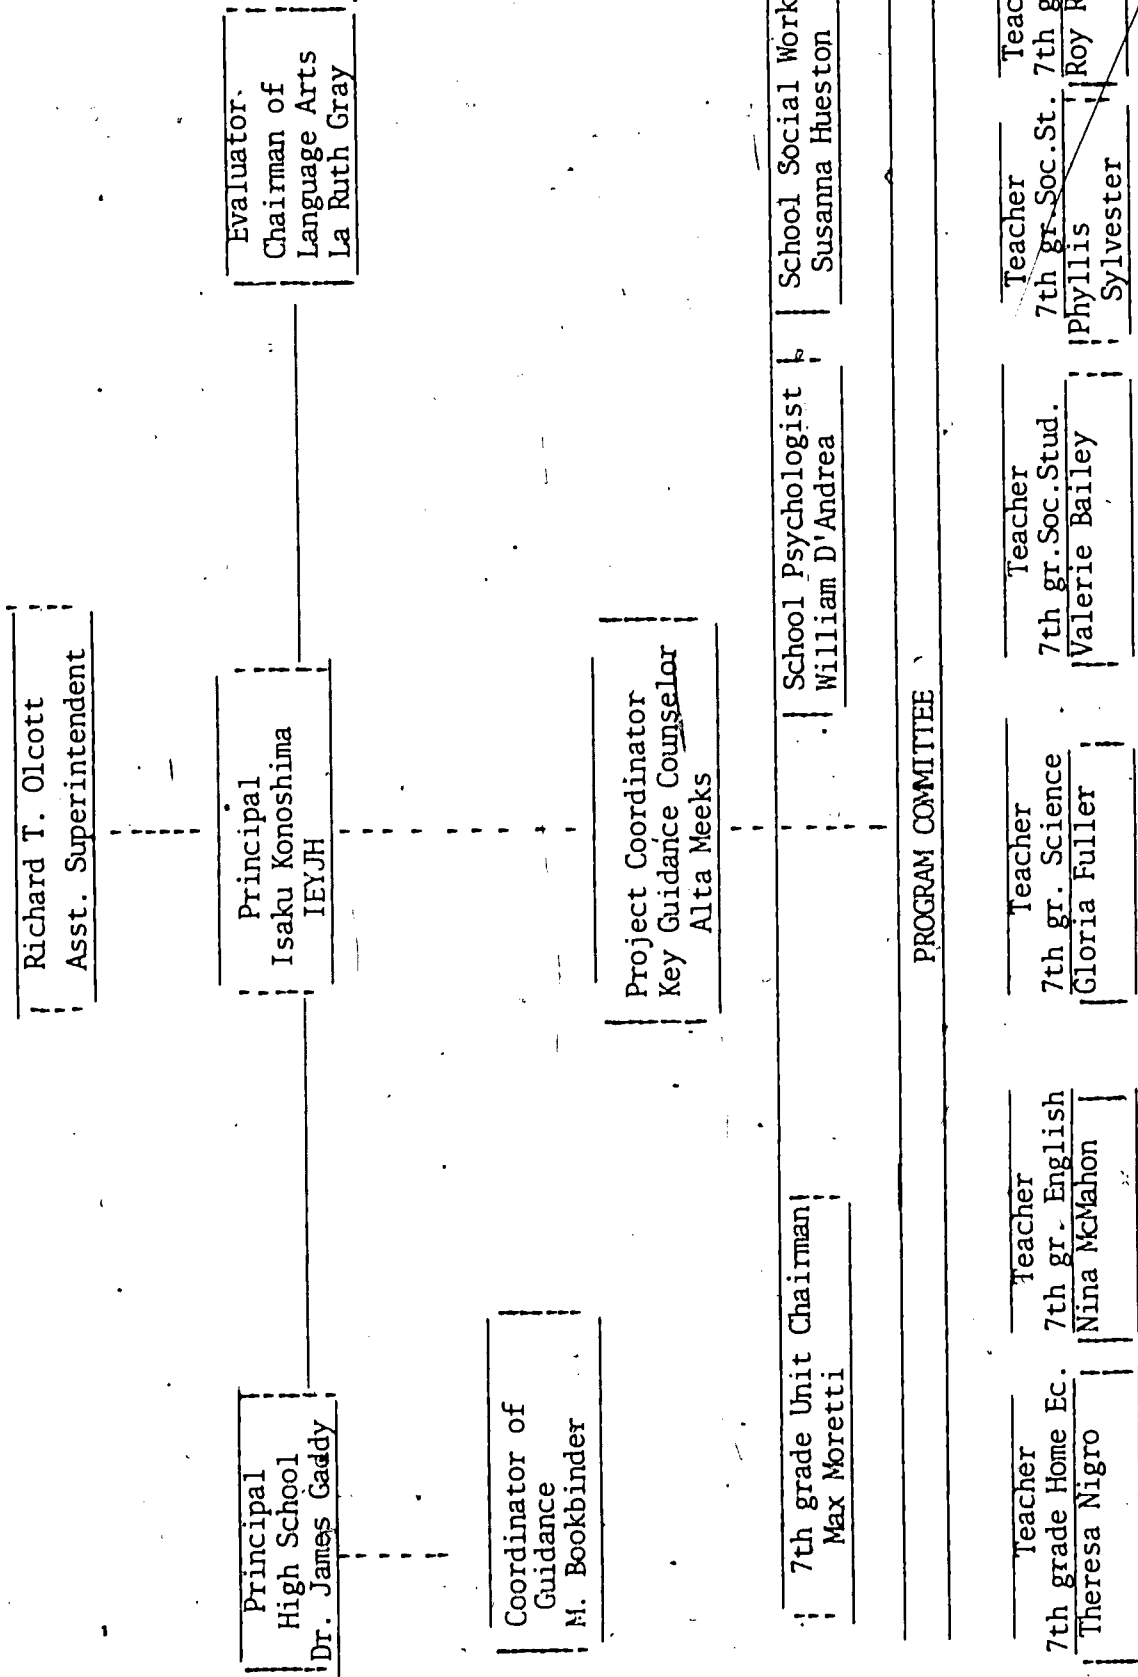 Richard T. Olcott
Asst. Superintendent
Principal
High School
Dr. James Gaddy
Principal
Isaku Konoshima
IEYJH
Evaluator
Chairman of
Language Arts
La Ruth Gray
Coordinator of
Guidance
M. Bookbinder
Project Coordinator
Key Guidance Counselor
Alta Meeks
7th grade Unit Chairman
Max Moretti
School Psychologist
William D'Andrea
School Social Work
Susanna Hueston
PROGRAM COMMITTEE
Teacher
7th grade Home Ec.
Theresa Nigro
Teacher
7th gr. English
Nina McMahon
Teacher
7th gr. Science
Gloria Fuller
Teacher
7th gr.Soc.Stud.
Valerie Bailey
Teacher
7th gr.Soc.St.
Phyllis
Sylvester
Teac
7th g
Roy R